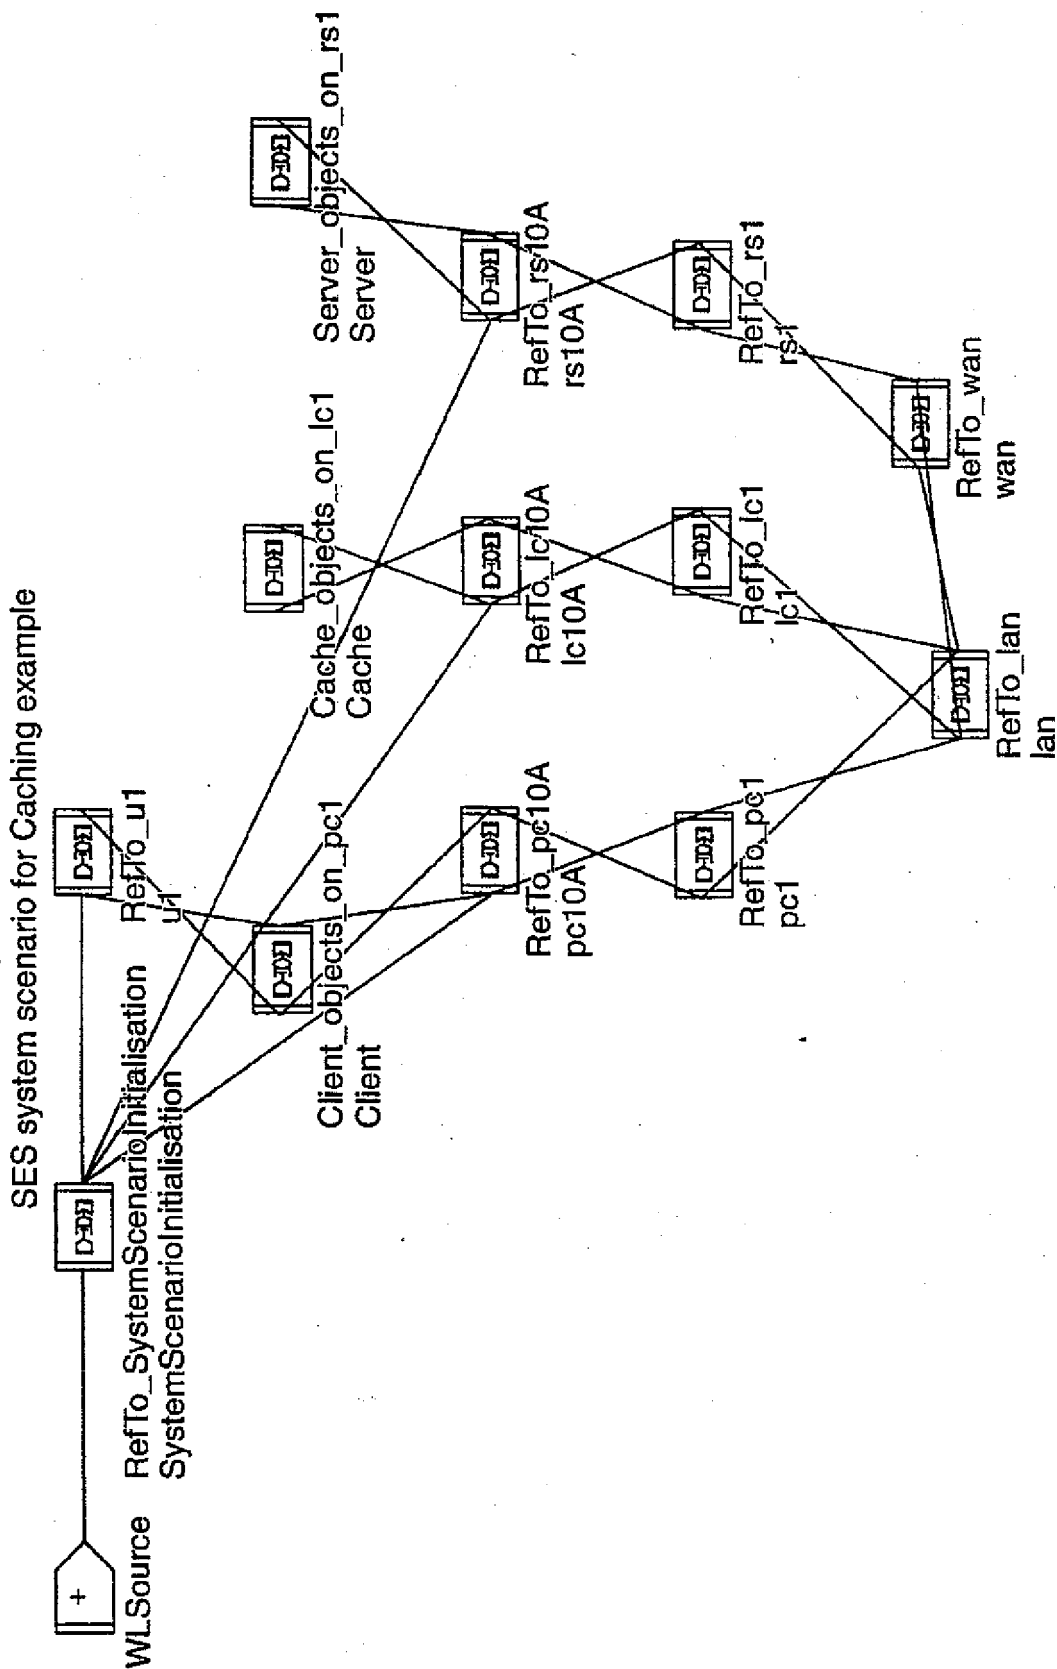 SES system scenario for Caching example
WLSource
RefTo_SystemScenarioInitialisation
SystemScenarioInitialisation
RefTo_u1
u1
Client_objects_on_pc1
Client
Cache_objects_on_lc1
Cache
Server_objects_on_rs1
Server
RefTo_pc10A
pc10A
RefTo_lc10A
lc10A
RefTo_rs10A
rs10A
RefTo_pc1
pc1
RefTo_lc1
lc1
RefTo_rs1
rs1
RefTo_lan
lan
RefTo_wan
wan